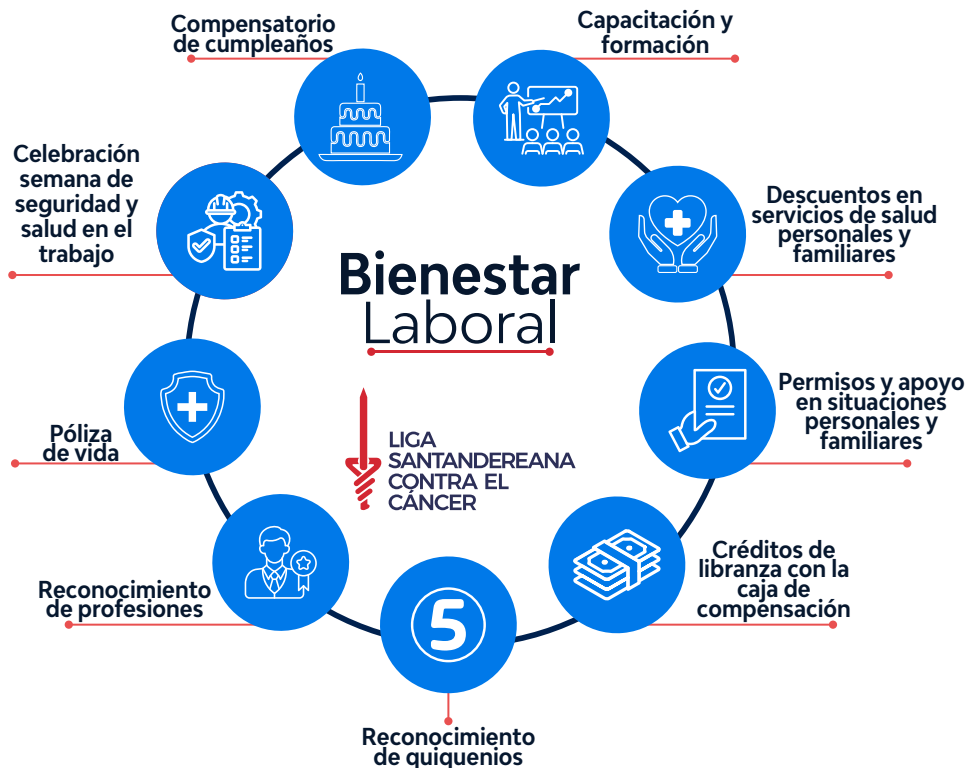 Compensatorio
de cumpleaños
Capacitación y
formación
Celebración
semana de
seguridad y
salud en el
trabajo
Descuentos en
servicios de salud
personales y
familiares
Bienestar
Laboral
Póliza
de vida
Permisos y apoyo
en situaciones
personales y
familiares
LIGA
SANTANDEREANA
CONTRA EL
CÁNCER
Reconocimiento
de profesiones
Créditos de
libranza con la
caja de
compensación
5
Reconocimiento
de quiquenios